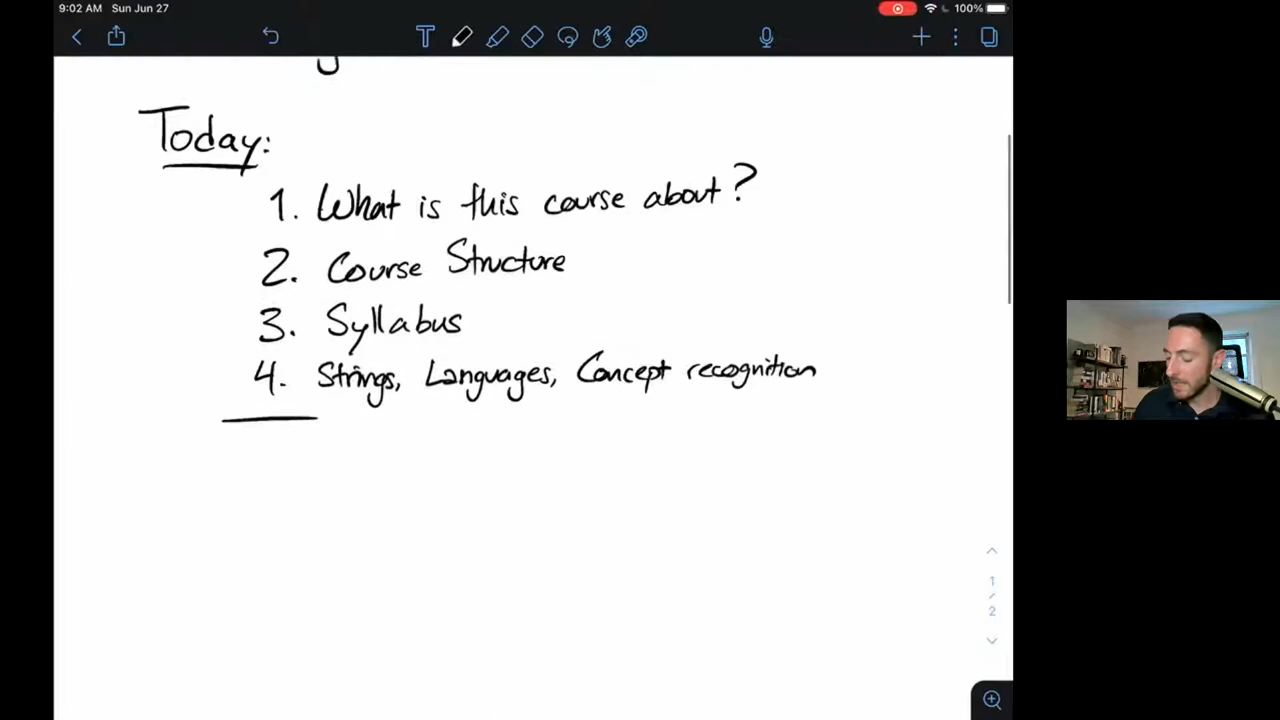 9:02 AM Sun Jun 27
100%
Today:
1. What is this course about?
2. Course Structure
3. Syllabus
4. Strings, Languages, Concept recognition
1
/
2